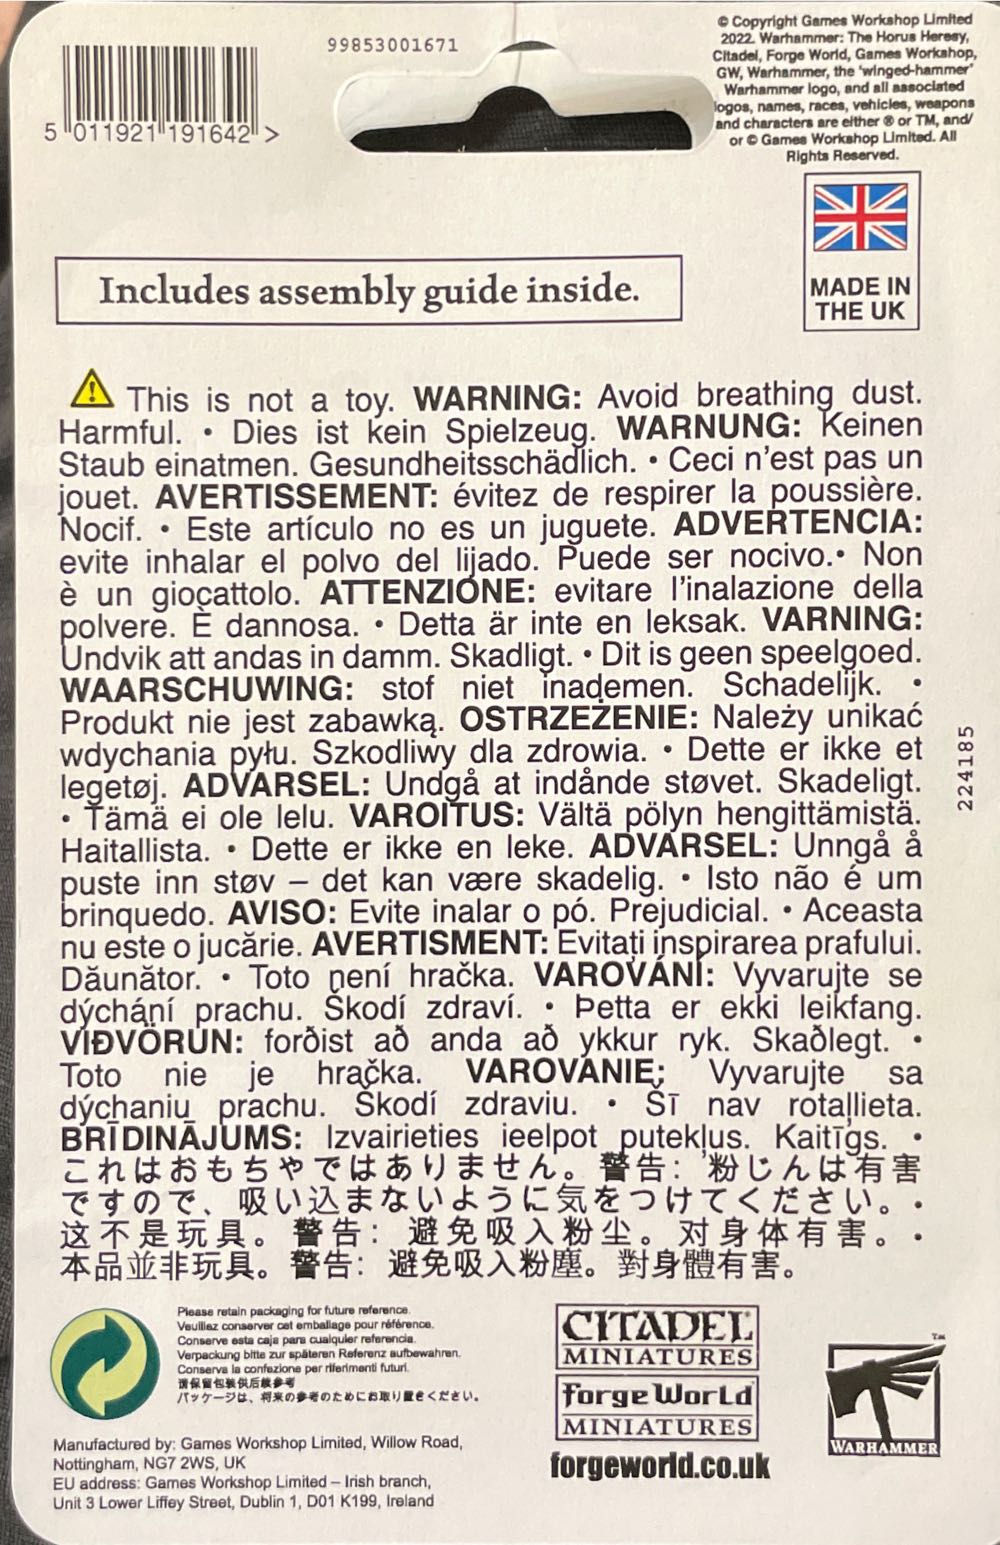 99853001671
5 011921 191642 >
© Copyright Games Workshop Limited
2022. Warhammer: The Horus Heresy,
Citadel, Forge World, Games Workshop,
GW, Warhammer, the 'winged-hammer'
Warhammer logo, and all associated
logos, names, races, vehicles, weapons
and characters are either ® or TM, and/
or © Games Workshop Limited. All
Rights Reserved.
MADE IN
THE UK
Includes assembly guide inside.
This is not a toy. WARNING: Avoid breathing dust.
Harmful. • Dies ist kein Spielzeug. WARNUNG: Keinen
Staub einatmen. Gesundheitsschädlich. • Ceci n'est pas un
jouet. AVERTISSEMENT: évitez de respirer la poussière.
Nocif. • Este artículo no es un juguete. ADVERTENCIA:
evite inhalar el polvo del lijado. Puede ser nocivo.• Non
è un giocattolo. ATTENZIONE: evitare l'inalazione della
polvere. È dannosa. • Detta är inte en leksak. VARNING:
Undvik att andas in damm. Skadligt. • Dit is geen speelgoed.
WAARSCHUWING: stof niet inademen. Schadelijk. •
Produkt nie jest zabawką. OSTRZEŻENIE: Należy unikać
wdychania pyłu. Szkodliwy dla zdrowia. • Dette er ikke et
legetøj. ADVARSEL: Undgå at indånde støvet. Skadeligt.
• Tämä ei ole lelu. VAROITUS: Vältä pölyn hengittämistä.
Haitallista. • Dette er ikke en leke. ADVARSEL: Unngå å
puste inn støv – det kan være skadelig. • Isto não é um
brinquedo. AVISO: Evite inalar o pó. Prejudicial. • Aceasta
nu este o jucărie. AVERTISMENT: Evitați inspirarea prafului.
Dăunător. • Toto není hračka. VAROVÁNÍ: Vyvarujte se
dýchání prachu. Škodí zdraví. • Þetta er ekki leikfang.
VIÐVÖRUN: forðist að anda að ykkur ryk. Skaðlegt. •
Toto nie je hračka. VAROVANIE: Vyvarujte sa
dýchaniu prachu. Škodí zdraviu. • Šī nav rotaļlieta.
BRĪDINĀJUMS: Izvairieties ieelpot putekļus. Kaitīgs. •
これはおもちゃではありません。警告：粉じんは有害
ですので、吸い込まないように気をつけてください。•
这不是玩具。警告：避免吸入粉尘。对身体有害。•
本品並非玩具。警告：避免吸入粉塵。對身體有害。
224185
Please retain packaging for future reference.
Veuillez conserver cet emballage pour référence.
Conserve esta caja para cualquier referencia.
Verpackung bitte zur späteren Referenz aufbewahren.
Conserva la confezione per riferimenti futuri.
请保留包装供后续参考
パッケージは、将来の参考のためにお取り置きください。
Manufactured by: Games Workshop Limited, Willow Road,
Nottingham, NG7 2WS, UK
EU address: Games Workshop Limited – Irish branch,
Unit 3 Lower Liffey Street, Dublin 1, D01 K199, Ireland
CITADEL®
MINIATURES
Forge World
MINIATURES
forgeworld.co.uk
TM
WARHAMMER